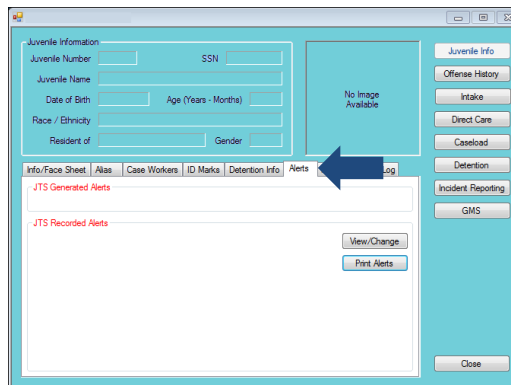 Juvenile Information
Juvenile Number SSN
Juvenile Name
Date of Birth Age (Years - Months)
Race / Ethnicity
Resident of Gender
No Image
Available
Juvenile Info
Offense History
Intake
Direct Care
Caseload
Detention
Incident Reporting
GMS
Close
Info/Face Sheet Alias Case Workers ID Marks Detention Info Alerts Log
JTS Generated Alerts
JTS Recorded Alerts
View/Change
Print Alerts